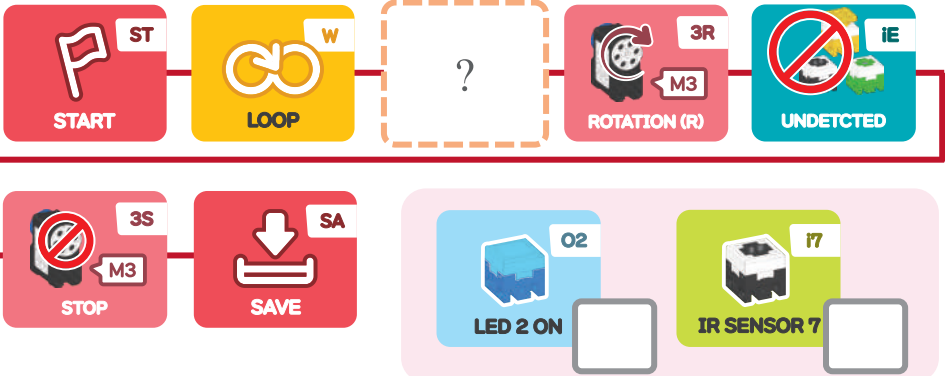 ST
START
W
LOOP
?
3R
M3
ROTATION (R)
iE
UNDETCTED
3S
M3
STOP
SA
SAVE
O2
LED 2 ON
i7
IR SENSOR 7